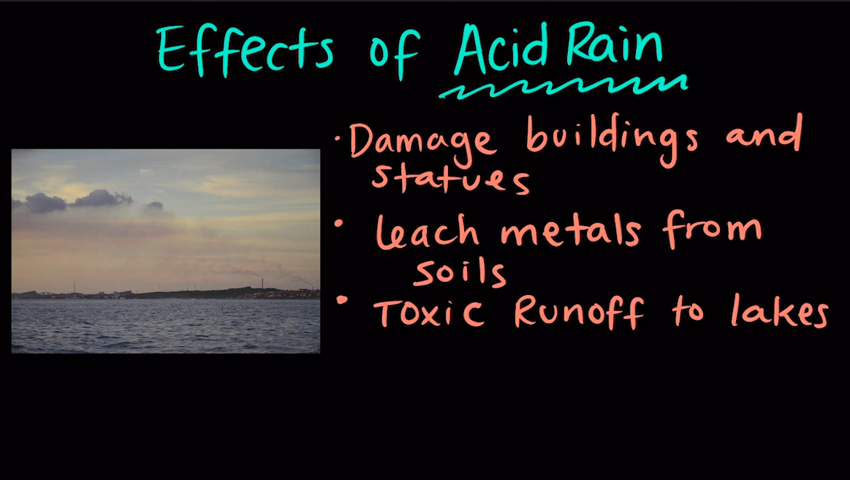 Effects of Acid Rain
· Damage buildings and
statues
· Leach metals from
soils
· Toxic Runoff to lakes